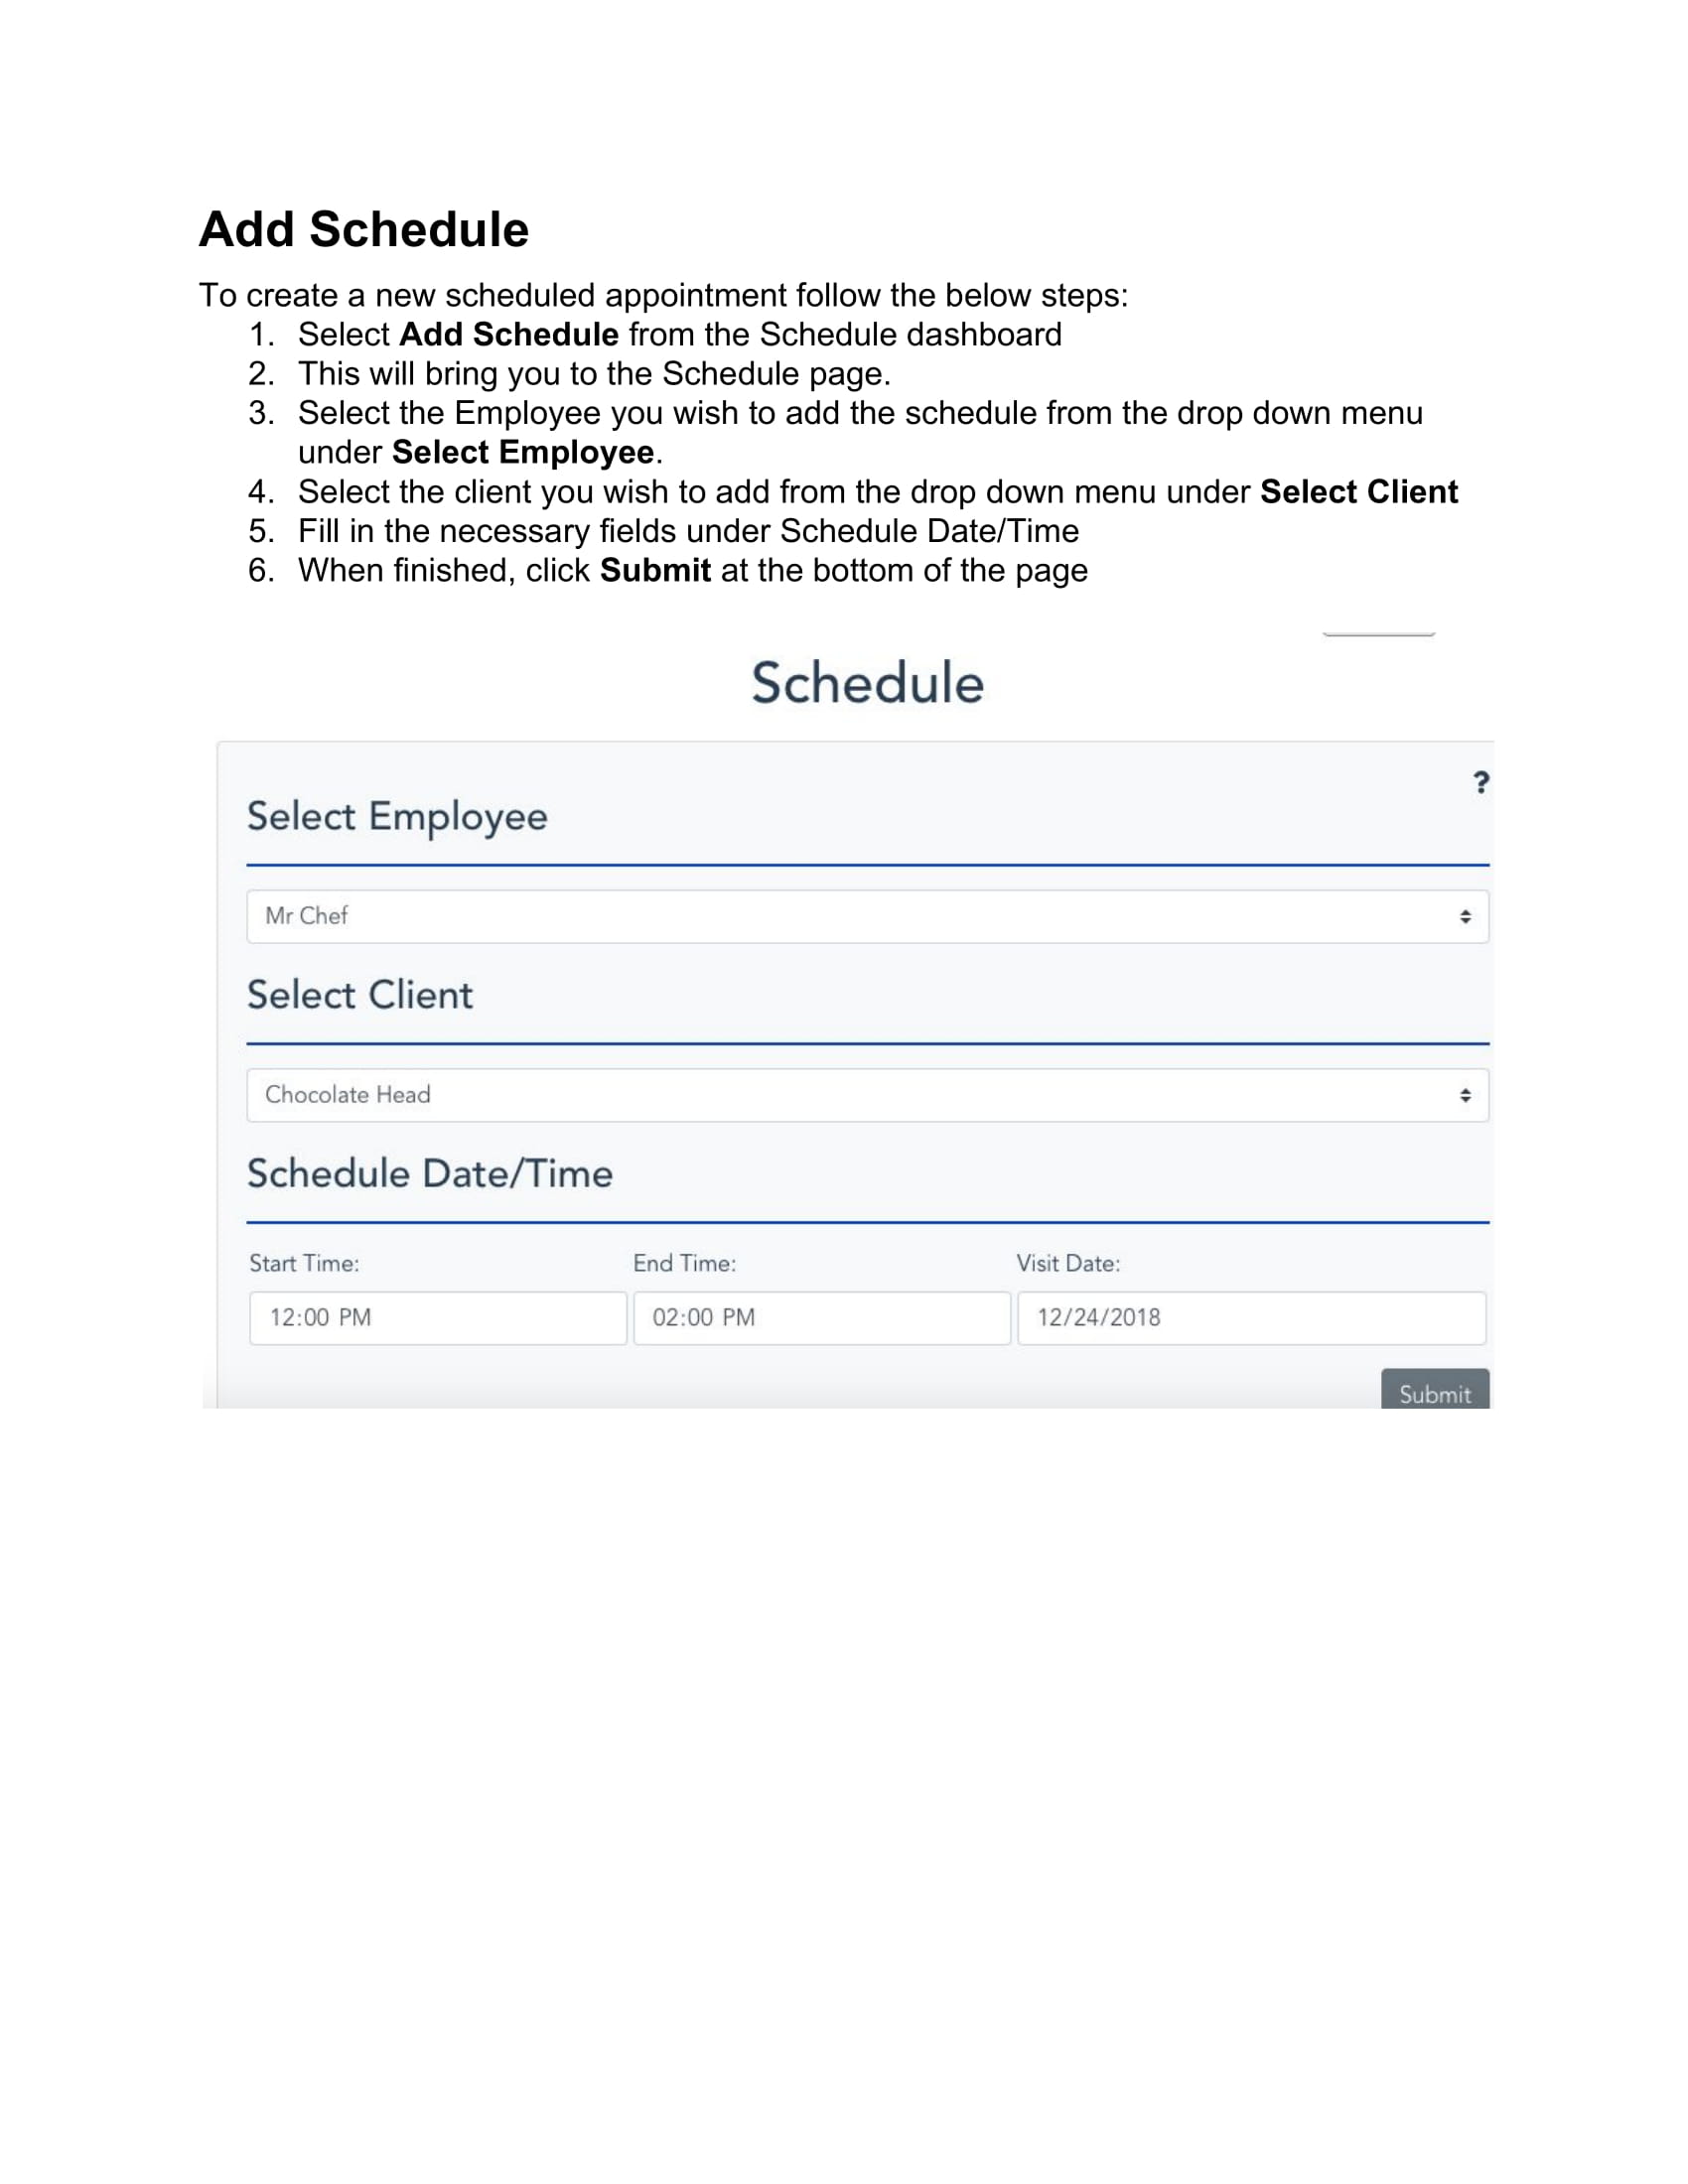 Add Schedule
To create a new scheduled appointment follow the below steps:
1. Select Add Schedule from the Schedule dashboard
2. This will bring you to the Schedule page.
3. Select the Employee you wish to add the schedule from the drop down menu
under Select Employee.
4. Select the client you wish to add from the drop down menu under Select Client
5. Fill in the necessary fields under Schedule Date/Time
6. When finished, click Submit at the bottom of the page
Schedule
?
Select Employee
Mr Chef
Select Client
Chocolate Head
Schedule Date/Time
Start Time: End Time: Visit Date:
12:00 PM 02:00 PM 12/24/2018
Submit